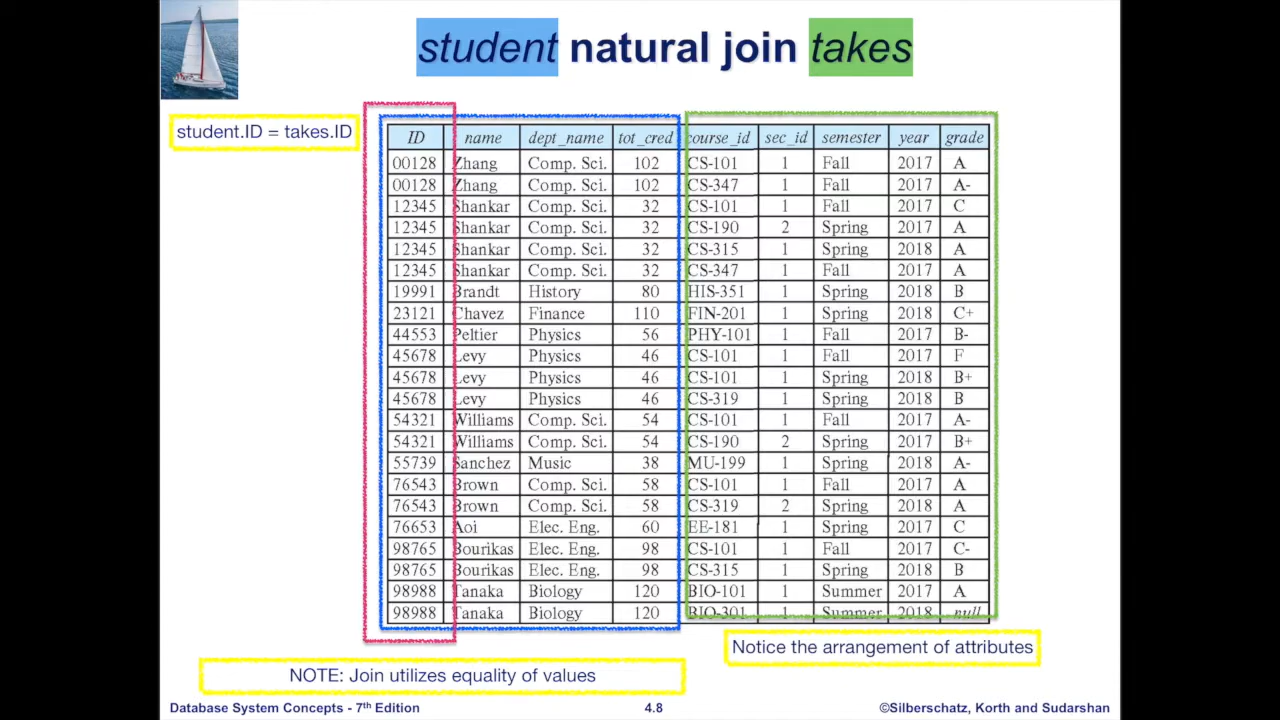 student natural join takes
student.ID = takes.ID
ID name dept_name tot_cred course_id sec_id semester year grade
00128 Zhang Comp. Sci. 102 CS-101 1 Fall 2017 A
00128 Zhang Comp. Sci. 102 CS-347 1 Fall 2017 A-
12345 Shankar Comp. Sci. 32 CS-101 1 Fall 2017 C
12345 Shankar Comp. Sci. 32 CS-190 2 Spring 2017 A
12345 Shankar Comp. Sci. 32 CS-315 1 Spring 2018 A
12345 Shankar Comp. Sci. 32 CS-347 1 Fall 2017 A
19991 Brandt History 80 HIS-351 1 Spring 2018 B
23121 Chavez Finance 110 FIN-201 1 Spring 2018 C+
44553 Peltier Physics 56 PHY-101 1 Fall 2017 B-
45678 Levy Physics 46 CS-101 1 Fall 2017 F
45678 Levy Physics 46 CS-101 1 Spring 2018 B+
45678 Levy Physics 46 CS-319 1 Spring 2018 B
54321 Williams Comp. Sci. 54 CS-101 1 Fall 2017 A-
54321 Williams Comp. Sci. 54 CS-190 2 Spring 2017 B+
55739 Sanchez Music 38 MU-199 1 Spring 2018 A-
76543 Brown Comp. Sci. 58 CS-101 1 Fall 2017 A
76543 Brown Comp. Sci. 58 CS-319 2 Spring 2018 A
76653 Aoi Elec. Eng. 60 EE-181 1 Spring 2017 C
98765 Bourikas Elec. Eng. 98 CS-101 1 Fall 2017 C-
98765 Bourikas Elec. Eng. 98 CS-315 1 Spring 2018 B
98988 Tanaka Biology 120 BIO-101 1 Summer 2017 A
98988 Tanaka Biology 120 BIO-301 1 Summer 2018 null
Notice the arrangement of attributes
NOTE: Join utilizes equality of values
Database System Concepts - 7th Edition 4.8 ©Silberschatz, Korth and Sudarshan